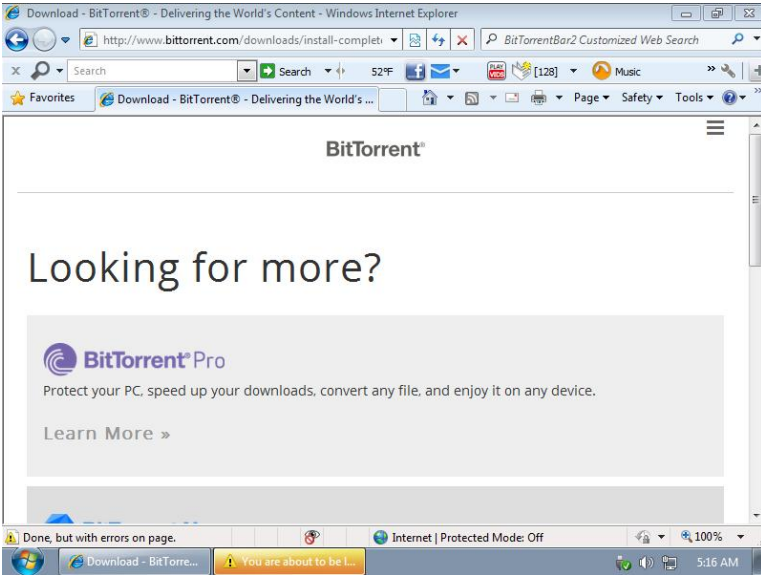 Download - BitTorrent® - Delivering the World's Content - Windows Internet Explorer
http://www.bittorrent.com/downloads/install-complet
BitTorrentBar2 Customized Web Search
x Search Search 52°F PLAY VIDEO [128] Music »
Favorites Download - BitTorrent® - Delivering the World's ... Page Safety Tools »
BitTorrent®
Looking for more?
BitTorrent® Pro
Protect your PC, speed up your downloads, convert any file, and enjoy it on any device.
Learn More »
Done, but with errors on page. Internet | Protected Mode: Off 100%
Download - BitTorre... You are about to be l... 5:16 AM